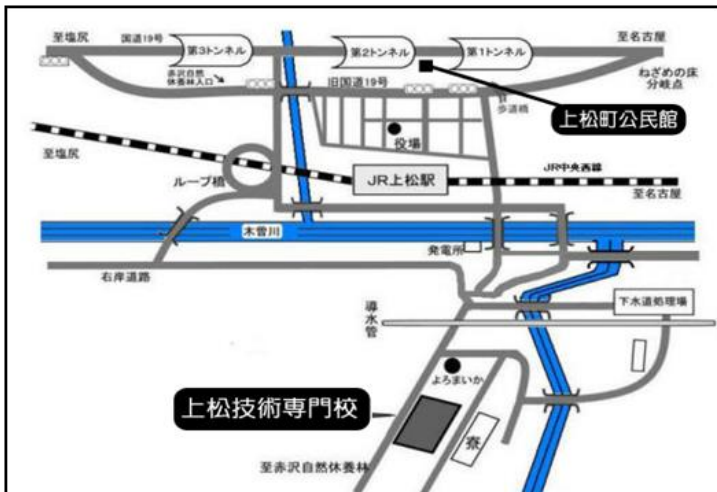 至塩尻
国道19号
第3トンネル
第2トンネル
第1トンネル
至名古屋
赤沢自然
休養林入口
旧国道19号
ねざめの床
分岐点
歩道橋
上松町公民館
役場
至塩尻
ループ橋
JR上松駅
JR中央西線
至名古屋
木曽川
発電所
右岸道路
導水管
下水道処理場
よろまいか
上松技術専門校
寮
至赤沢自然休養林